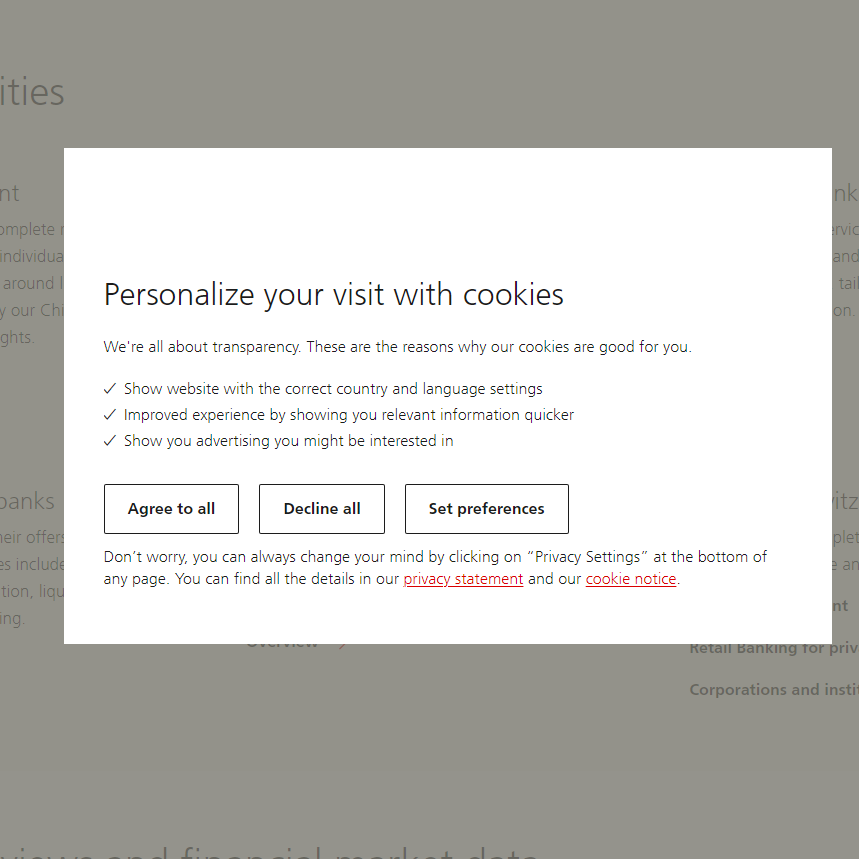 ities
nt
nk
omplete
ervic
individua
and
around
tail
y our Chi
on.
ghts.
Personalize your visit with cookies
We're all about transparency. These are the reasons why our cookies are good for you.
Show website with the correct country and language settings
Improved experience by showing you relevant information quicker
Show you advertising you might be interested in
banks
witz
Agree to all Decline all Set preferences
heir offers
plet
es include
e an
tion, liqu
ing.
Don’t worry, you can always change your mind by clicking on “Privacy Settings” at the bottom of
any page. You can find all the details in our privacy statement and our cookie notice.
nt
Overview
Retail Banking for priv
Corporations and instit
views and financial market data